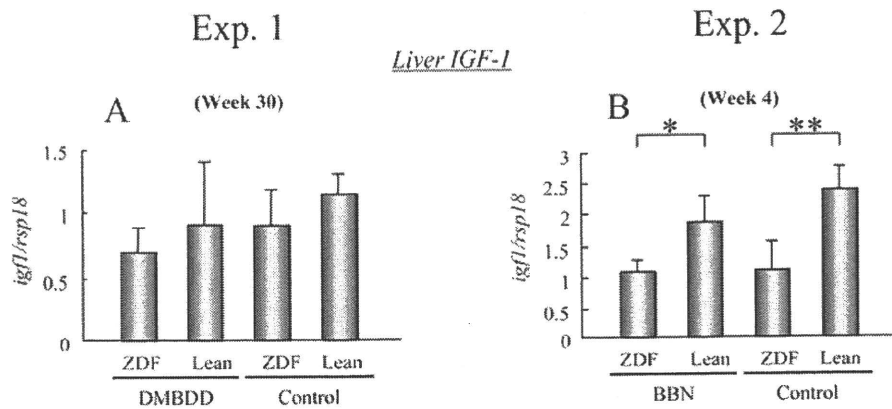 Exp. 1
Exp. 2
Liver IGF-1
A
(Week 30)
igf1/rsp18
1.5
1
0.5
0
ZDF
Lean
ZDF
Lean
DMBDD
Control
B
(Week 4)
*
**
igf1/rsp18
3
2.5
2
1.5
1
0.5
0
ZDF
Lean
ZDF
Lean
BBN
Control